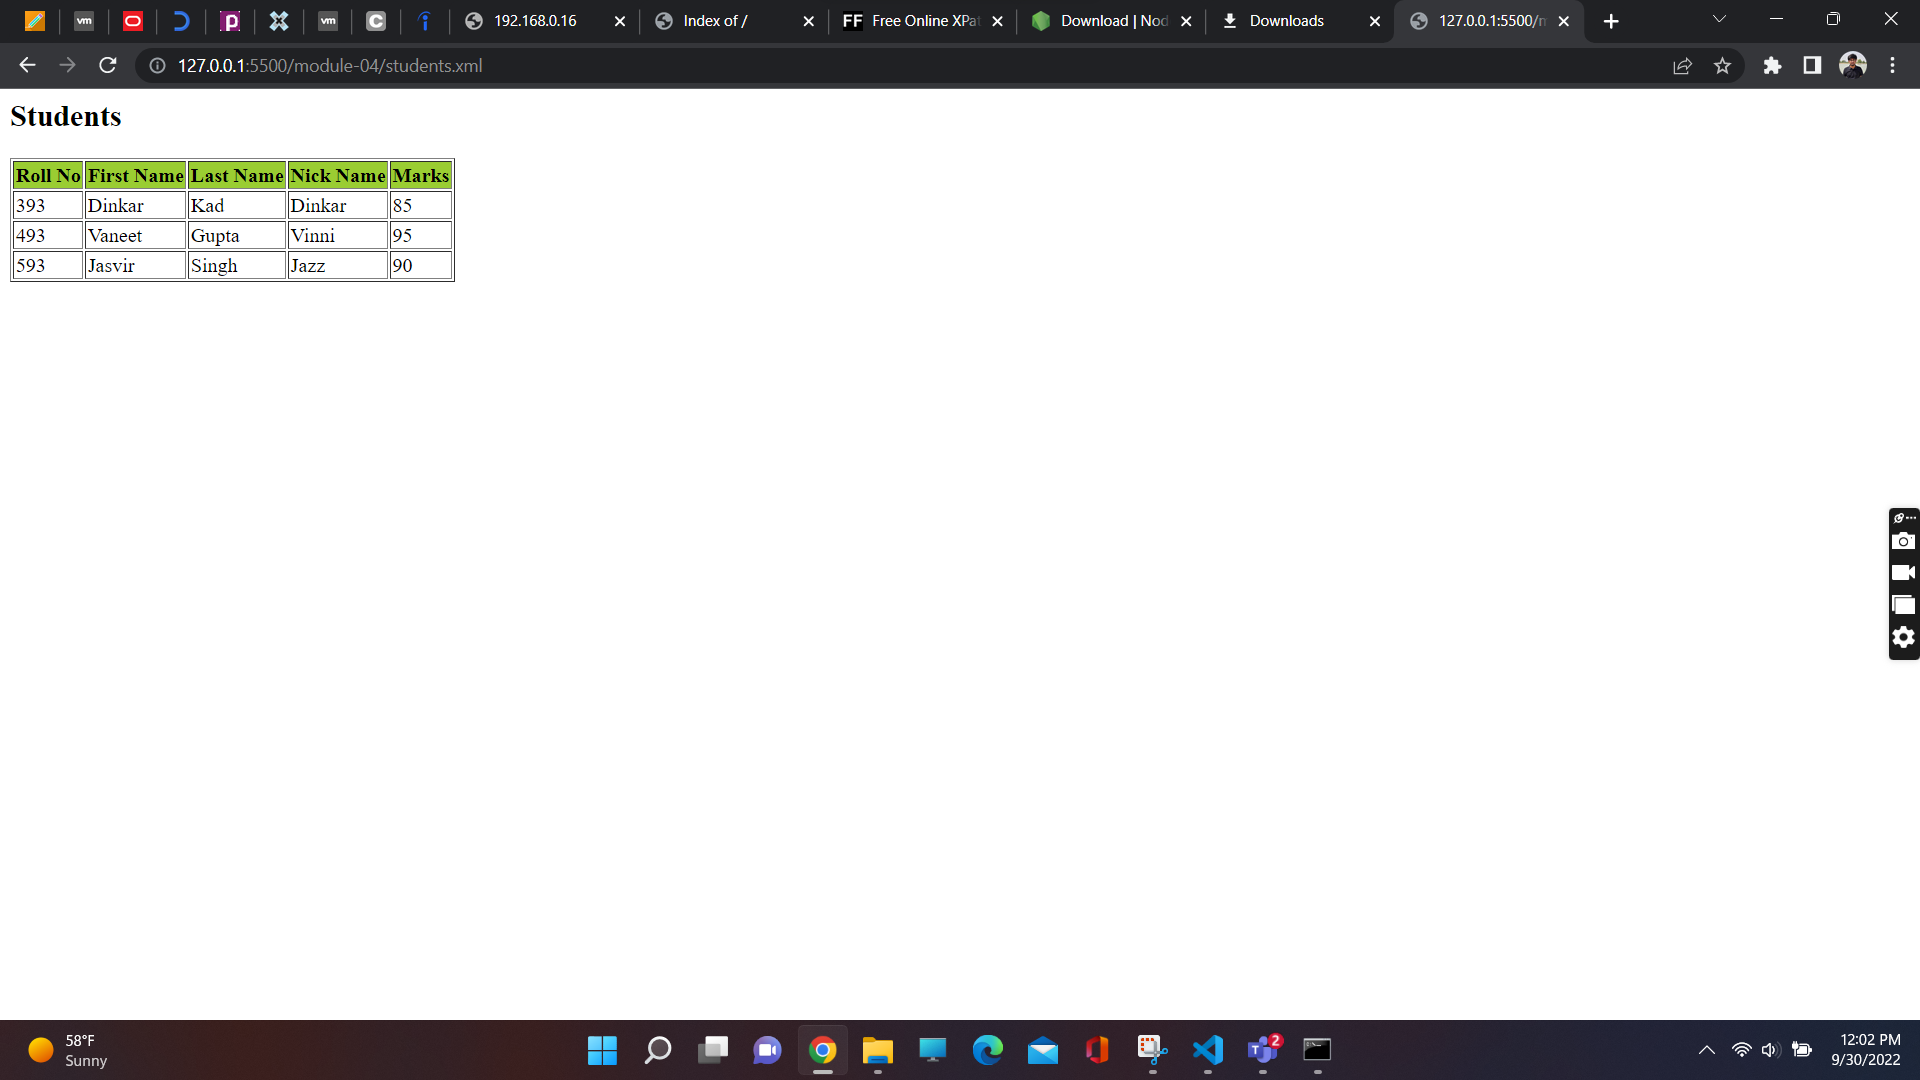 vm
vm
192.168.0.16
Index of /
FF Free Online XPat
Download | Nod
Downloads
127.0.0.1:5500/m
127.0.0.1:5500/module-04/students.xml
Students
Roll No First Name Last Name Nick Name Marks
393 Dinkar Kad Dinkar 85
493 Vaneet Gupta Vinni 95
593 Jasvir Singh Jazz 90
58°F
Sunny
2
12:02 PM
9/30/2022